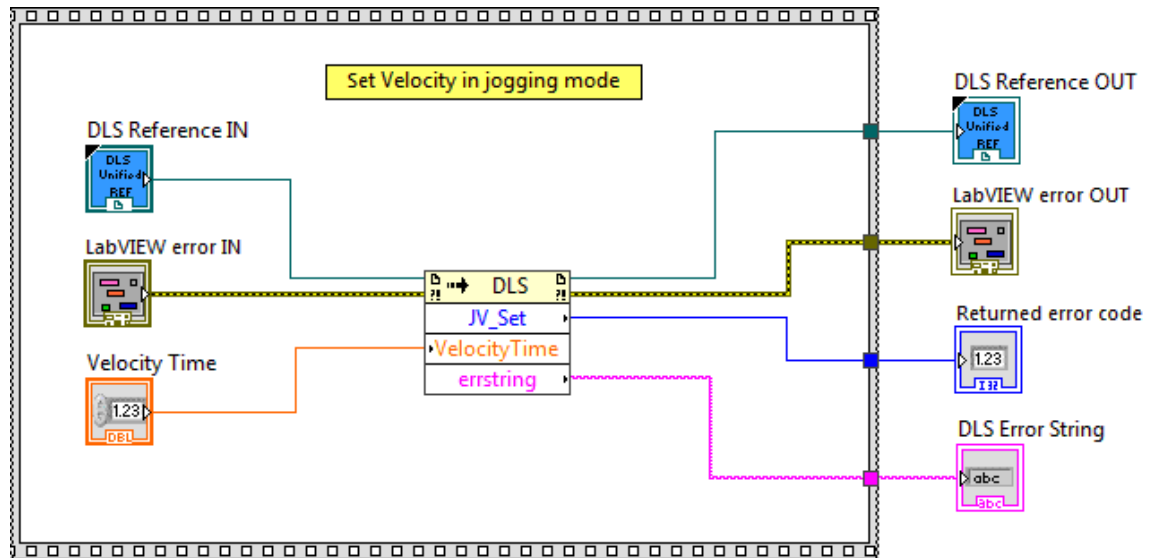 Set Velocity in jogging mode
DLS Reference IN
DLS
Unified
REF
LabVIEW error IN
Velocity Time
1.23
DBL
?! DLS ?!
JV_Set
VelocityTime
errstring
DLS Reference OUT
DLS
Unified
REF
LabVIEW error OUT
Returned error code
1.23
I32
DLS Error String
abc
abc